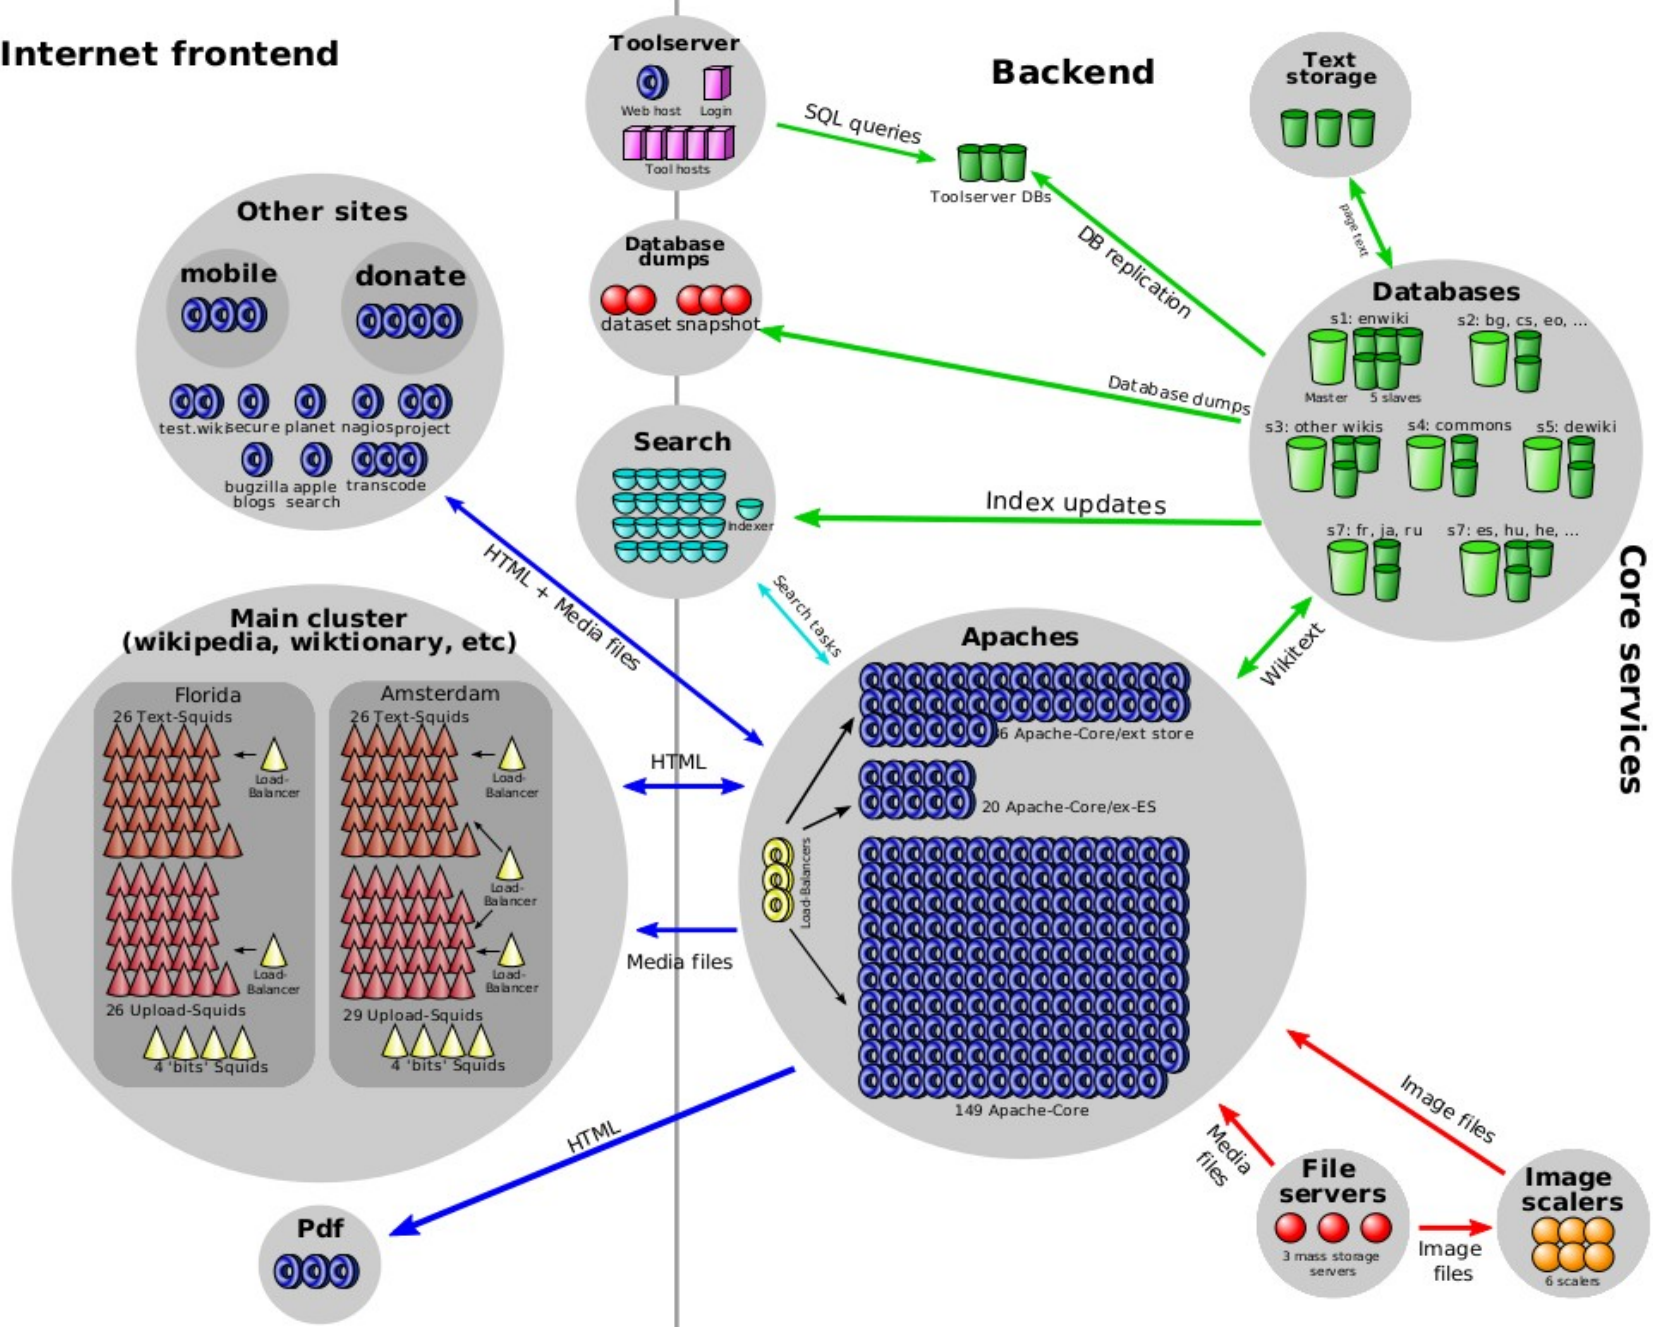 Internet frontend
Backend
Core services
Toolserver
Web host
Login
Tool hosts
SQL queries
Toolserver DBs
DB replication
Text
storage
page text
Database
dumps
dataset
snapshot
Database dumps
Databases
s1: enwiki
s2: bg, cs, eo, ...
Master
5 slaves
s3: other wikis
s4: commons
s5: dewiki
s7: fr, ja, ru
s7: es, hu, he, ...
Other sites
mobile
donate
test.wiki
secure
planet
nagios
project
bugzilla
blogs
apple
search
transcode
Search
Indexer
Index updates
Search tasks
HTML + Media files
Wikitext
Main cluster
(wikipedia, wiktionary, etc)
Florida
26 Text-Squids
Load-
Balancer
Load-
Balancer
26 Upload-Squids
4 'bits' Squids
Amsterdam
26 Text-Squids
Load-
Balancer
Load-
Balancer
Load-
Balancer
29 Upload-Squids
4 'bits' Squids
HTML
Media files
HTML
Apaches
6 Apache-Core/ext store
20 Apache-Core/ex-ES
Load-Balancers
149 Apache-Core
Pdf
Media
files
Image files
File
servers
3 mass storage
servers
Image
files
Image
scalers
6 scalers